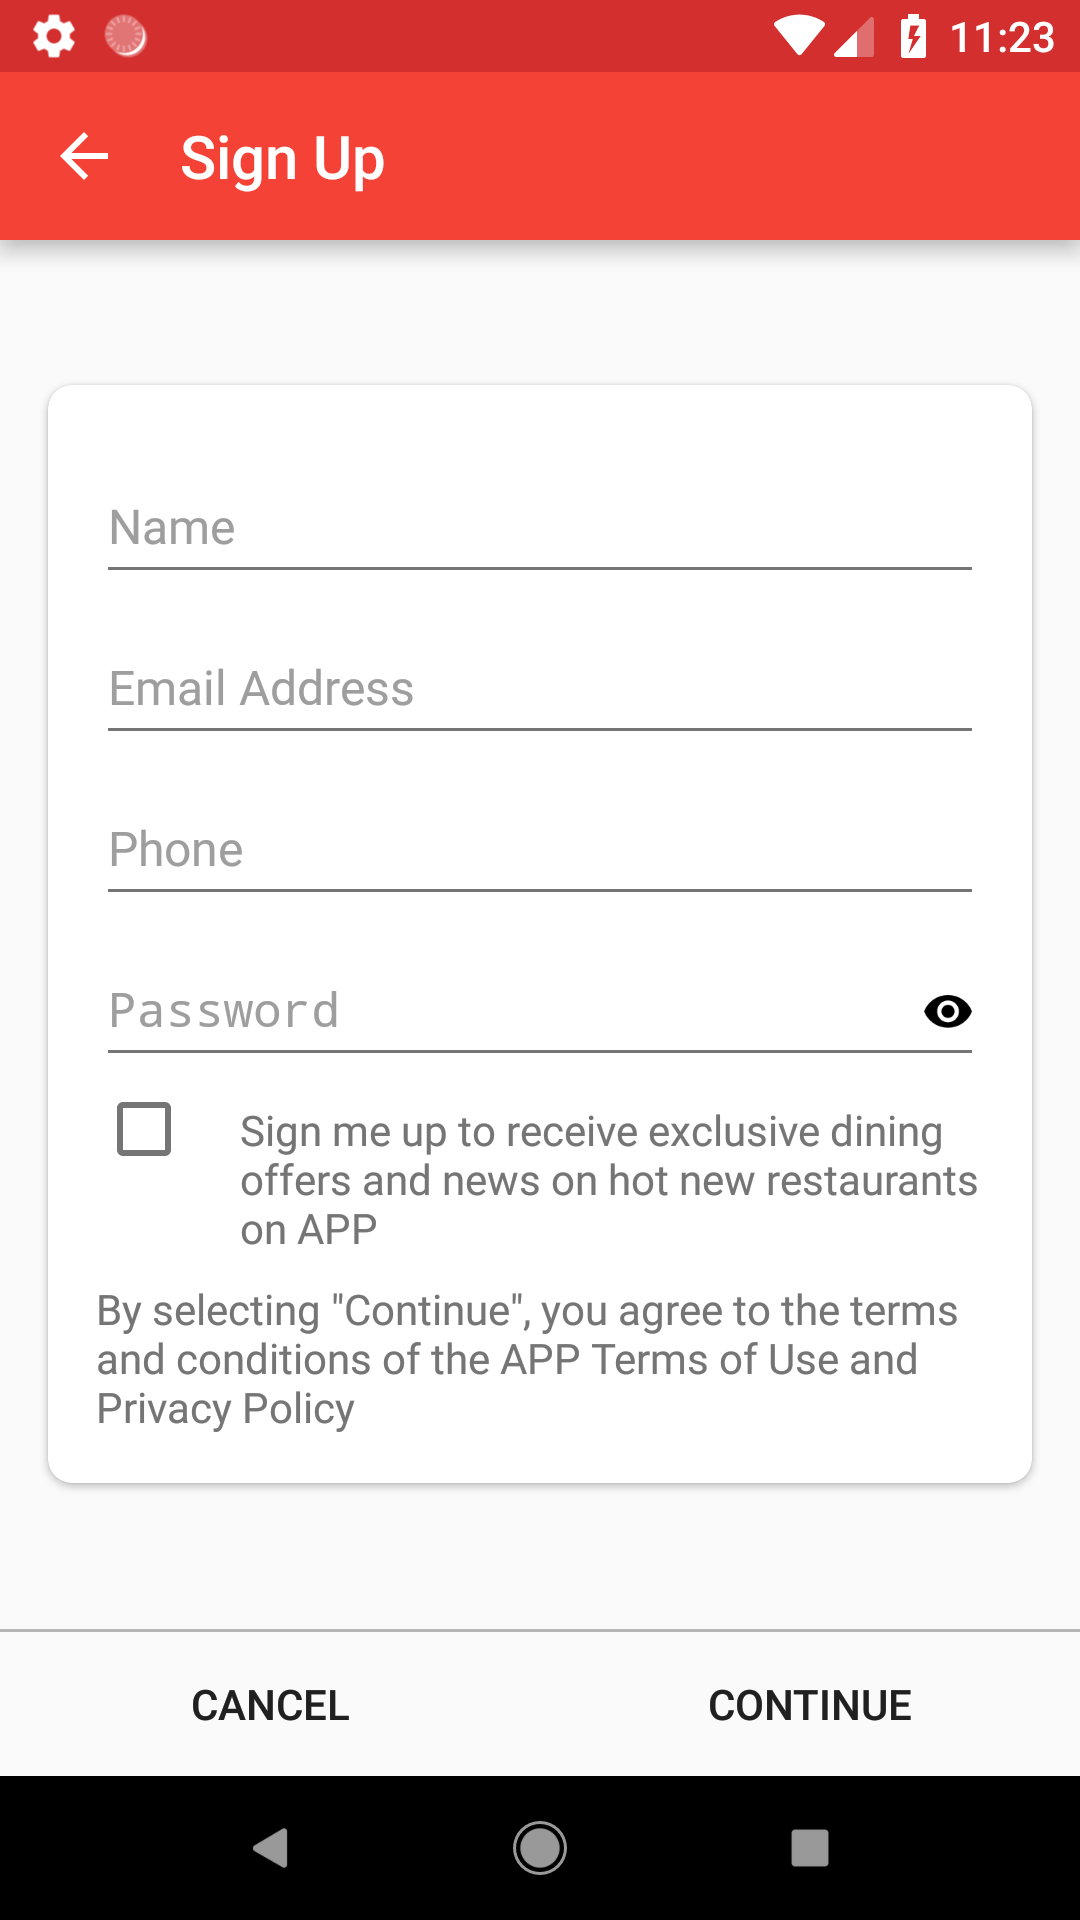 11:23
Sign Up
Name
Email Address
Phone
Password
Sign me up to receive exclusive dining
offers and news on hot new restaurants
on APP
By selecting "Continue", you agree to the terms
and conditions of the APP Terms of Use and
Privacy Policy
CANCEL
CONTINUE